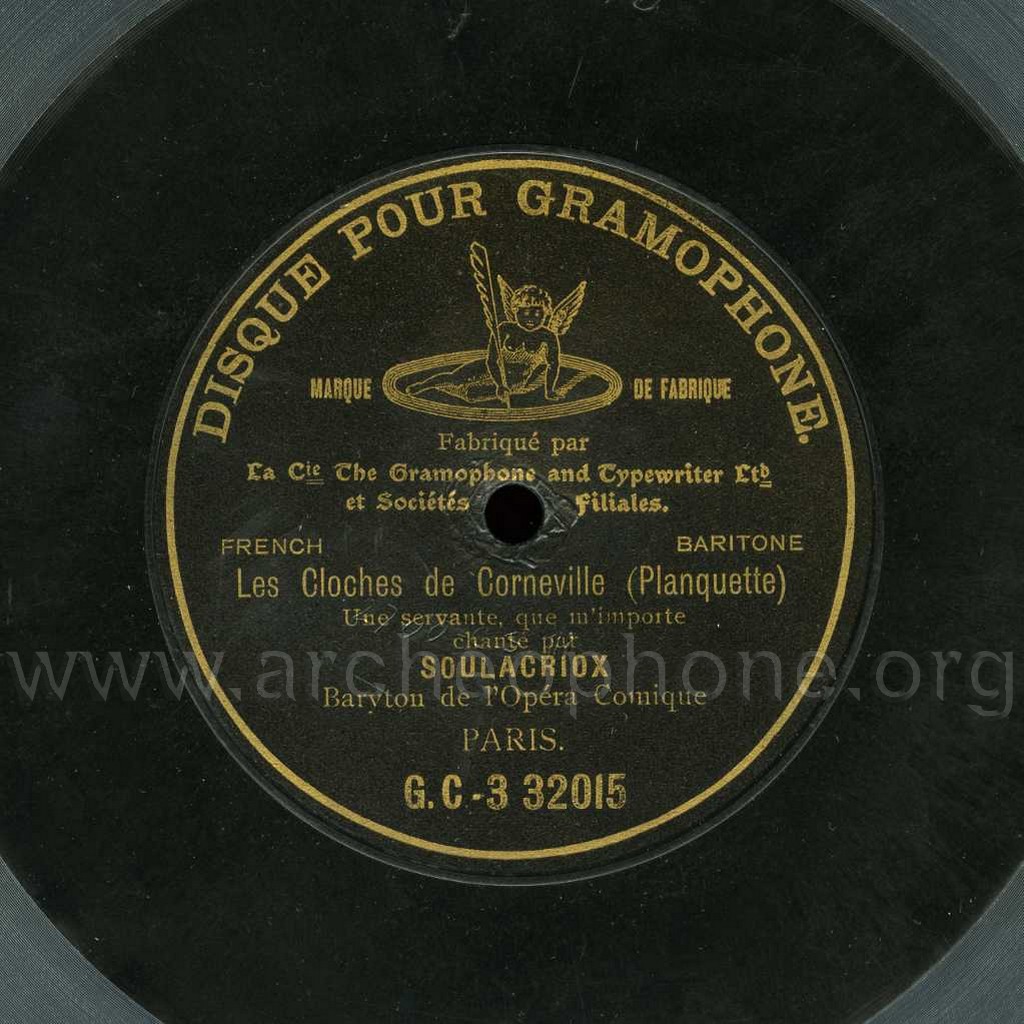 DISQUE POUR GRAMOPHONE.
MARQUE DE FABRIQUE
Fabriqué par
La Cie The Gramophone and Typewriter Ltd
et Sociétés Filiales.
FRENCH BARITONE
Les Cloches de Corneville (Planquette)
Une servante, que m'importe
chanté par
www.archeophone.org
SOULACRIOX
Baryton de l'Opéra Comique
PARIS.
G.C.-3 32015